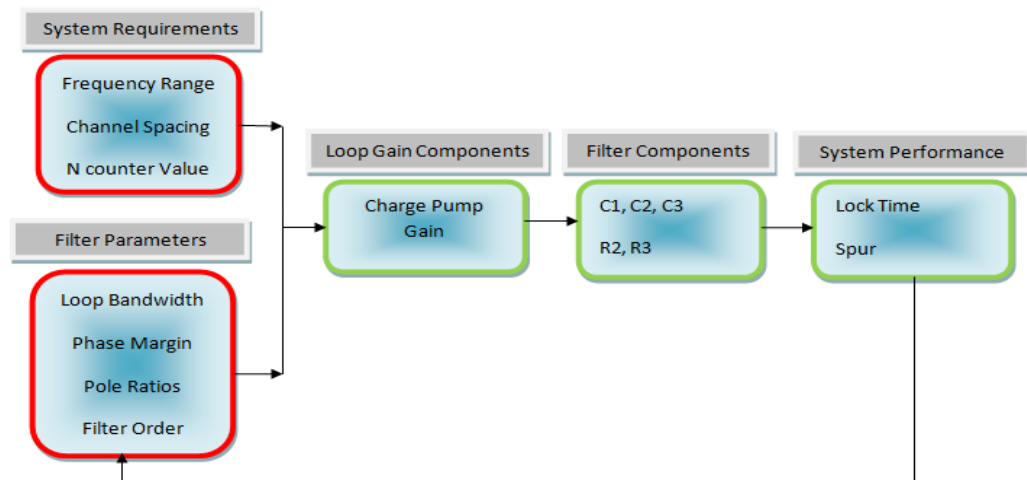 System Requirements
Frequency Range
Channel Spacing
N counter Value
Filter Parameters
Loop Bandwidth
Phase Margin
Pole Ratios
Filter Order
Loop Gain Components
Charge Pump
Gain
Filter Components
C1, C2, C3
R2, R3
System Performance
Lock Time
Spur